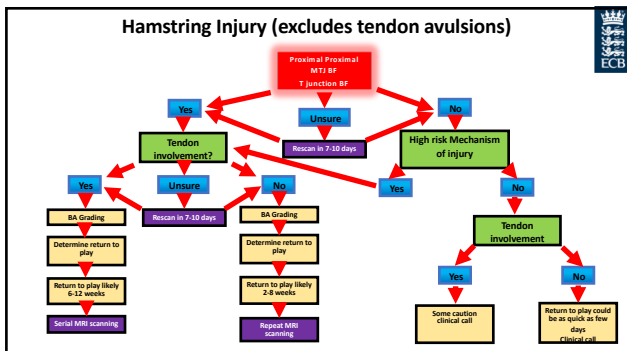 Hamstring Injury (excludes tendon avulsions)
ECB
Proximal Proximal
MTJ BF
T junction BF
Yes
Unsure
No
Rescan in 7-10 days
Tendon
involvement?
High risk Mechanism
of injury
Yes
Unsure
No
Yes
No
Rescan in 7-10 days
BA Grading
BA Grading
Tendon
involvement
Determine return to
play
Determine return to
play
Yes
No
Return to play likely
6-12 weeks
Return to play likely
2-8 weeks
Some caution
clinical call
Return to play could
be as quick as few
days
Clinical call
Serial MRI scanning
Repeat MRI
scanning